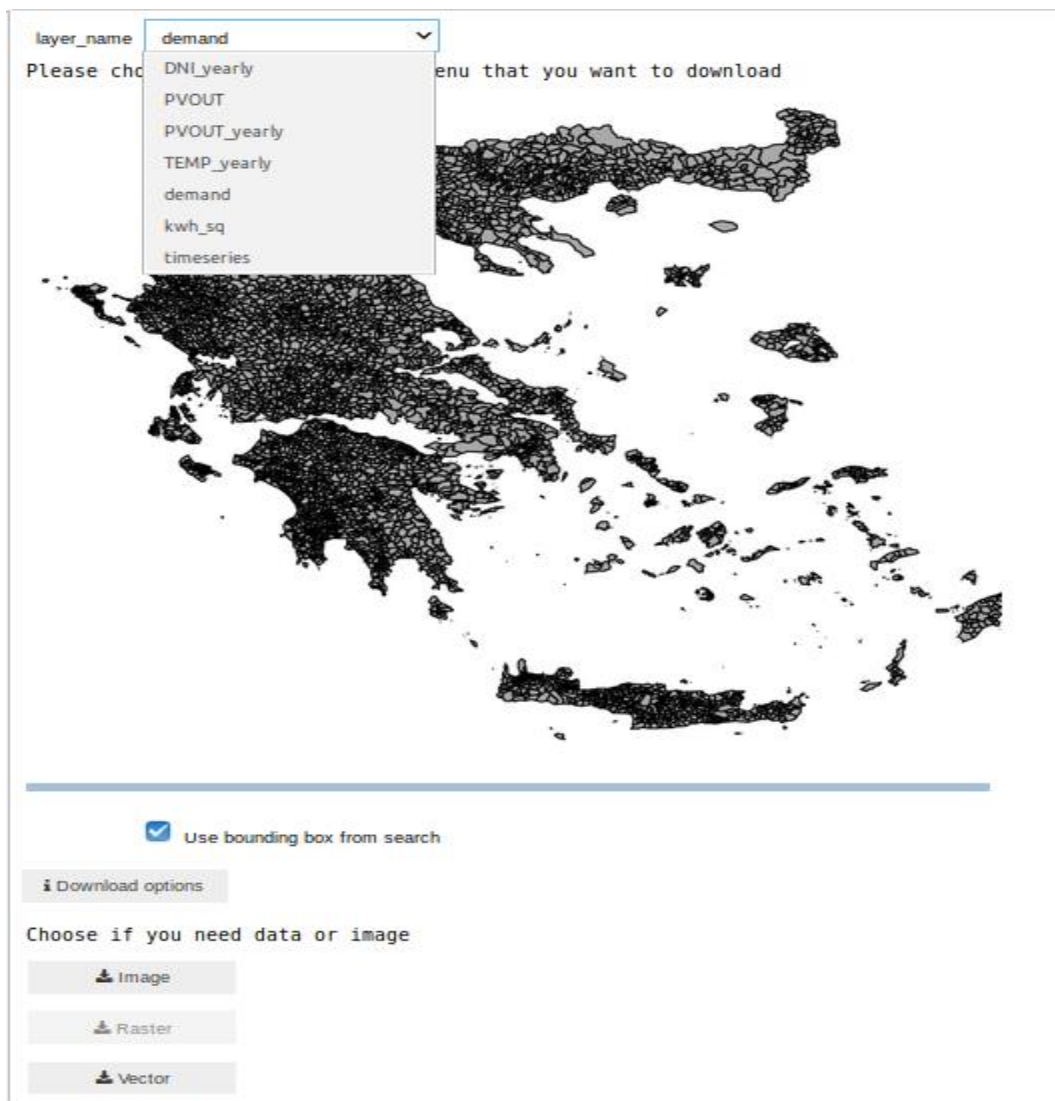 layer_name demand
Please cho enu that you want to download
DNI_yearly
PVOUT
PVOUT_yearly
TEMP_yearly
demand
kwh_sq
timeseries
Use bounding box from search
Download options
Choose if you need data or image
Image
Raster
Vector